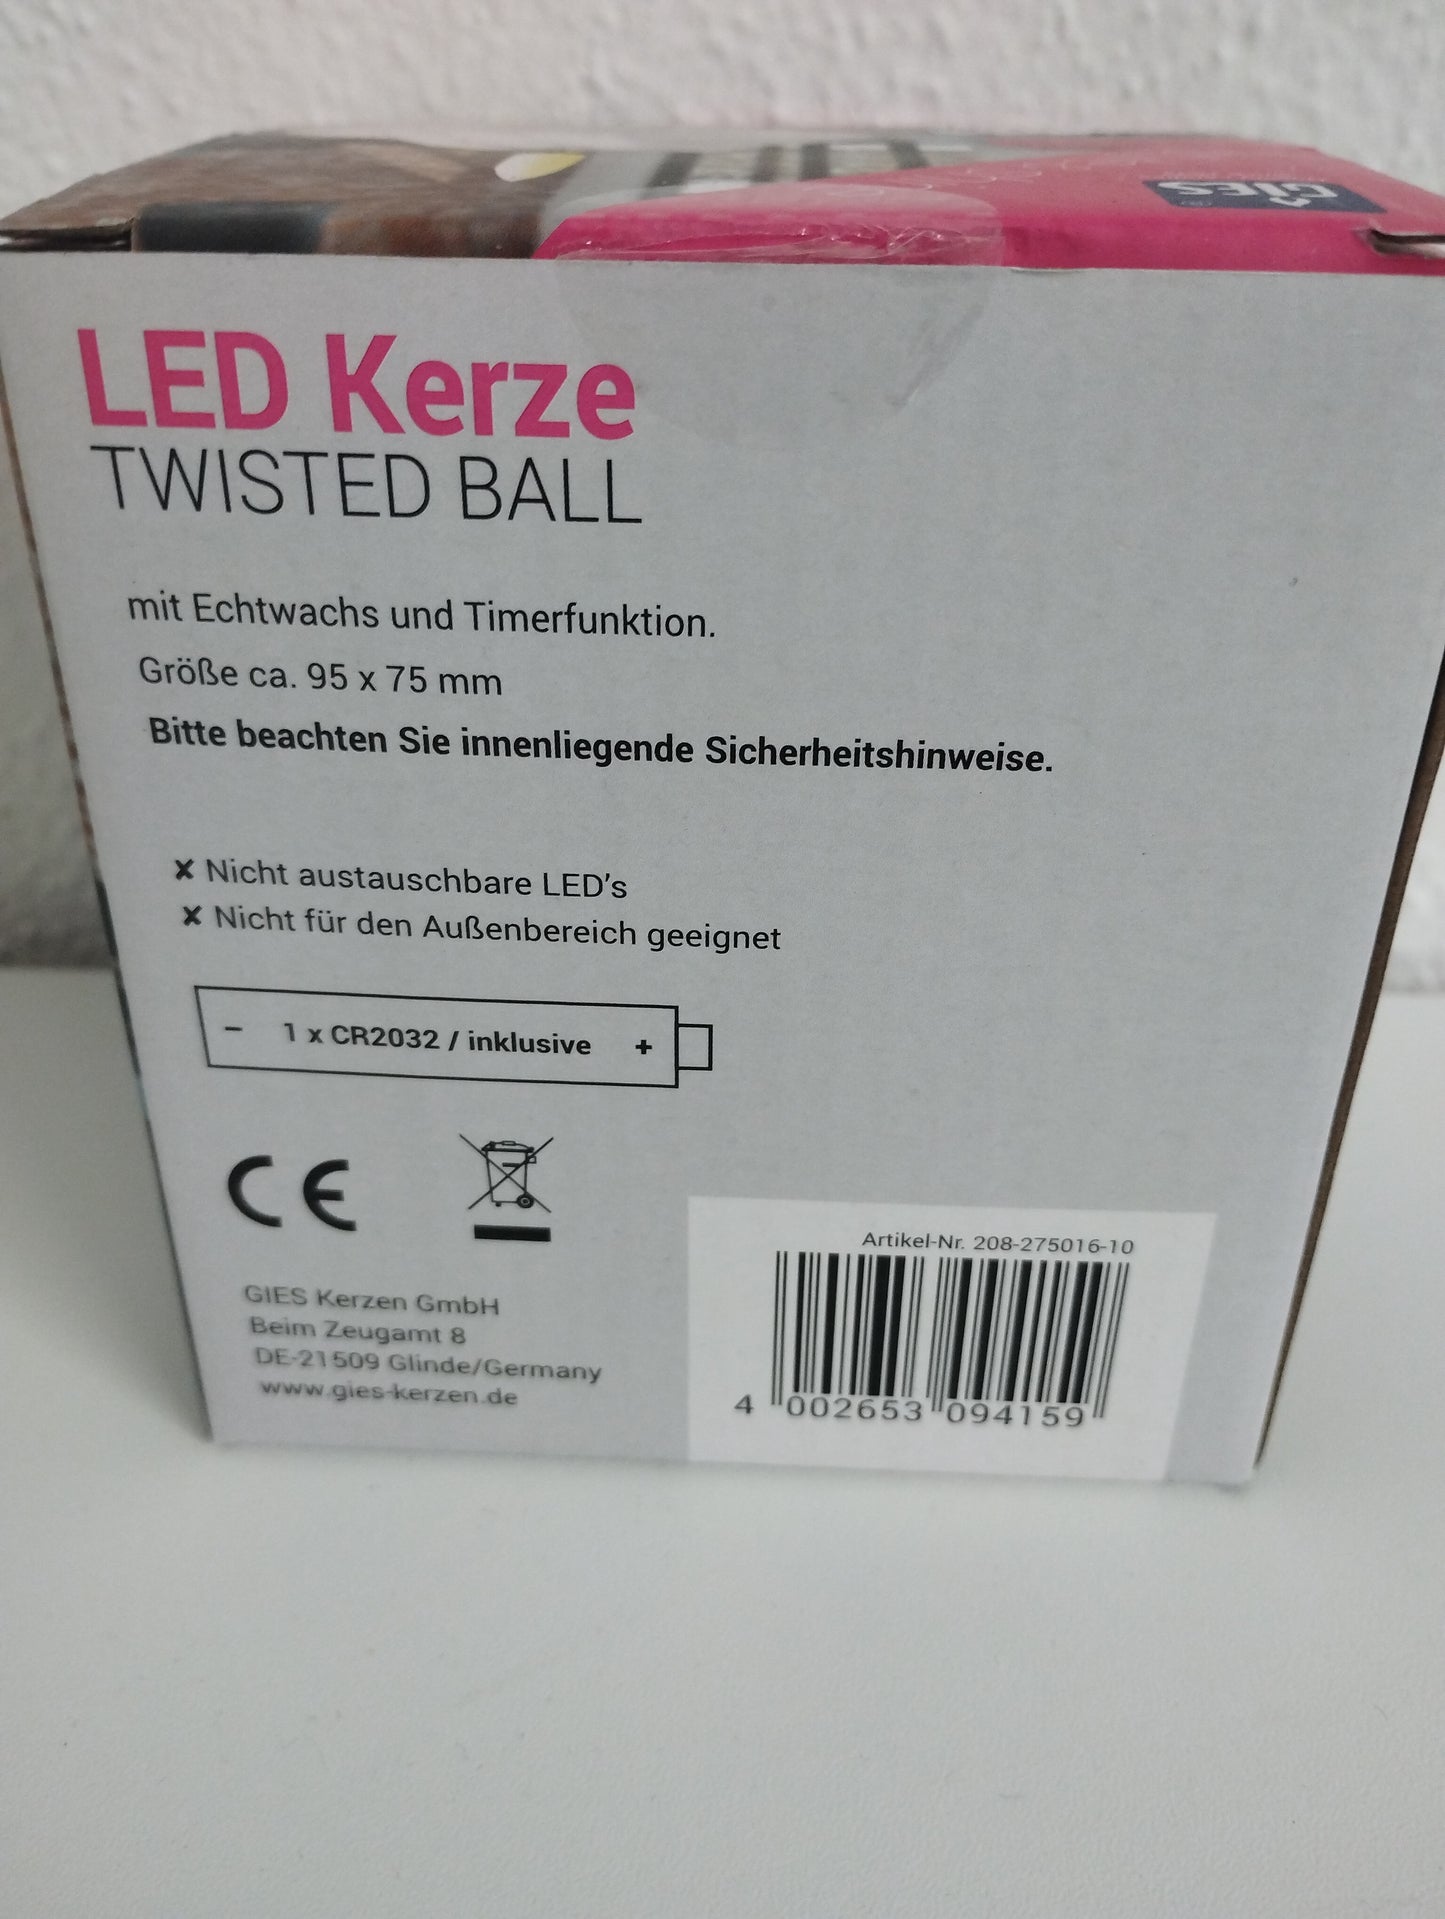 GiES
LED Kerze
TWISTED BALL
mit Echtwachs und Timerfunktion.
Größe ca. 95 x 75 mm
Bitte beachten Sie innenliegende Sicherheitshinweise.
✘ Nicht austauschbare LED’s
✘ Nicht für den Außenbereich geeignet
− 1 x CR2032 / inklusive +
CE
Artikel-Nr. 208-275016-10
4 002653 094159
GIES Kerzen GmbH
Beim Zeugamt 8
DE-21509 Glinde/Germany
www.gies-kerzen.de